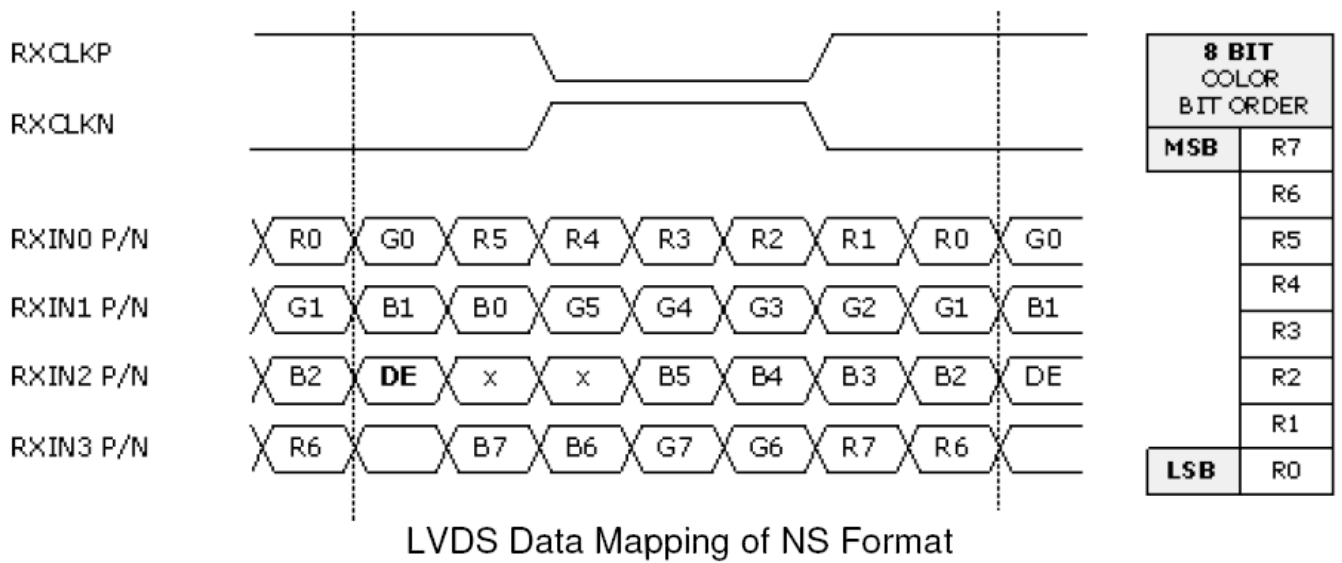 RXCLKP
RXCLKN
RXIN0 P/N R0 G0 R5 R4 R3 R2 R1 R0 G0
RXIN1 P/N G1 B1 B0 G5 G4 G3 G2 G1 B1
RXIN2 P/N B2 DE x x B5 B4 B3 B2 DE
RXIN3 P/N R6 B7 B6 G7 G6 R7 R6
8 BIT
COLOR
BIT ORDER
MSB R7
R6
R5
R4
R3
R2
R1
LSB R0
LVDS Data Mapping of NS Format